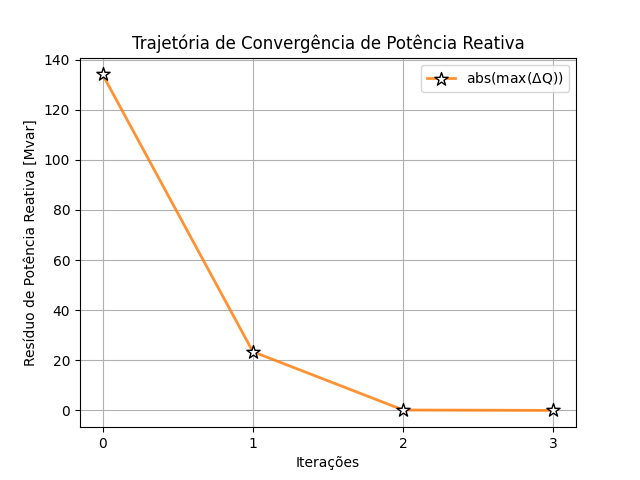 Trajetória de Convergência de Potência Reativa
abs(max(ΔQ))
Resíduo de Potência Reativa [Mvar]
140
120
100
80
60
40
20
0
0 1 2 3
Iterações